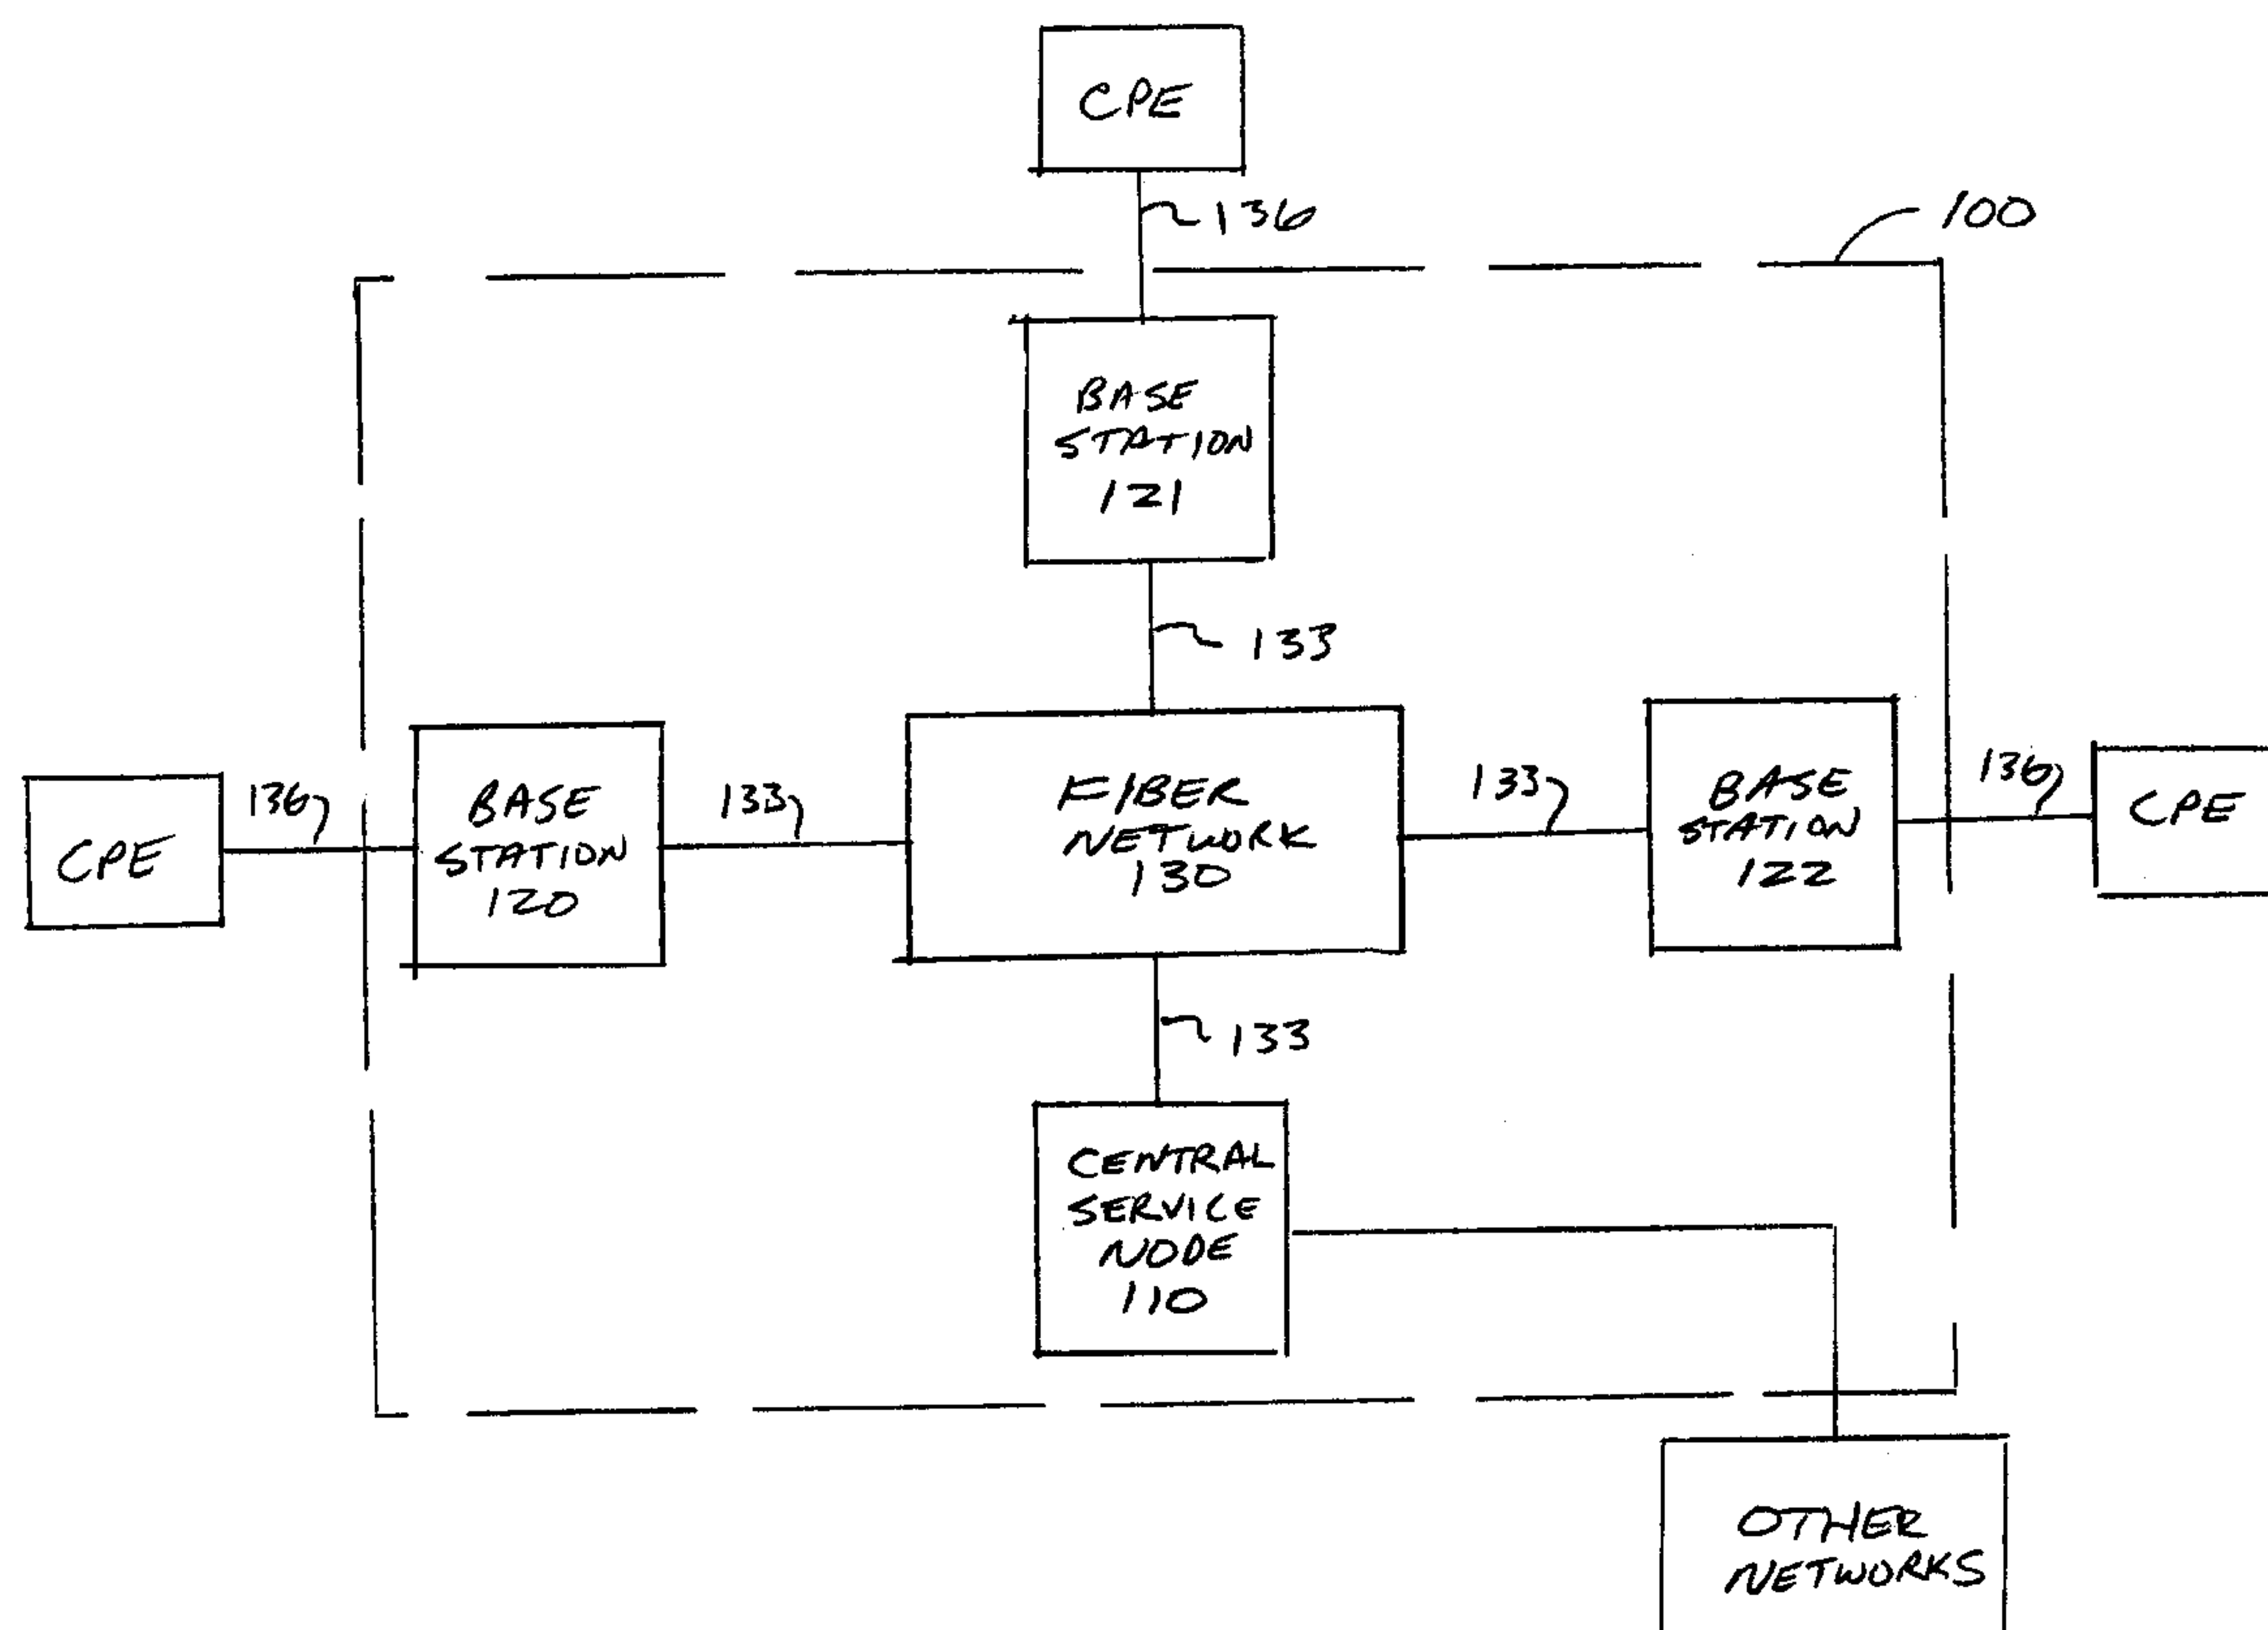 CPE
136
100
BASE
STATION
121
133
CPE
136
BASE
STATION
120
133
FIBER
NETWORK
130
133
BASE
STATION
122
136
CPE
133
CENTRAL
SERVICE
NODE
110
OTHER
NETWORKS